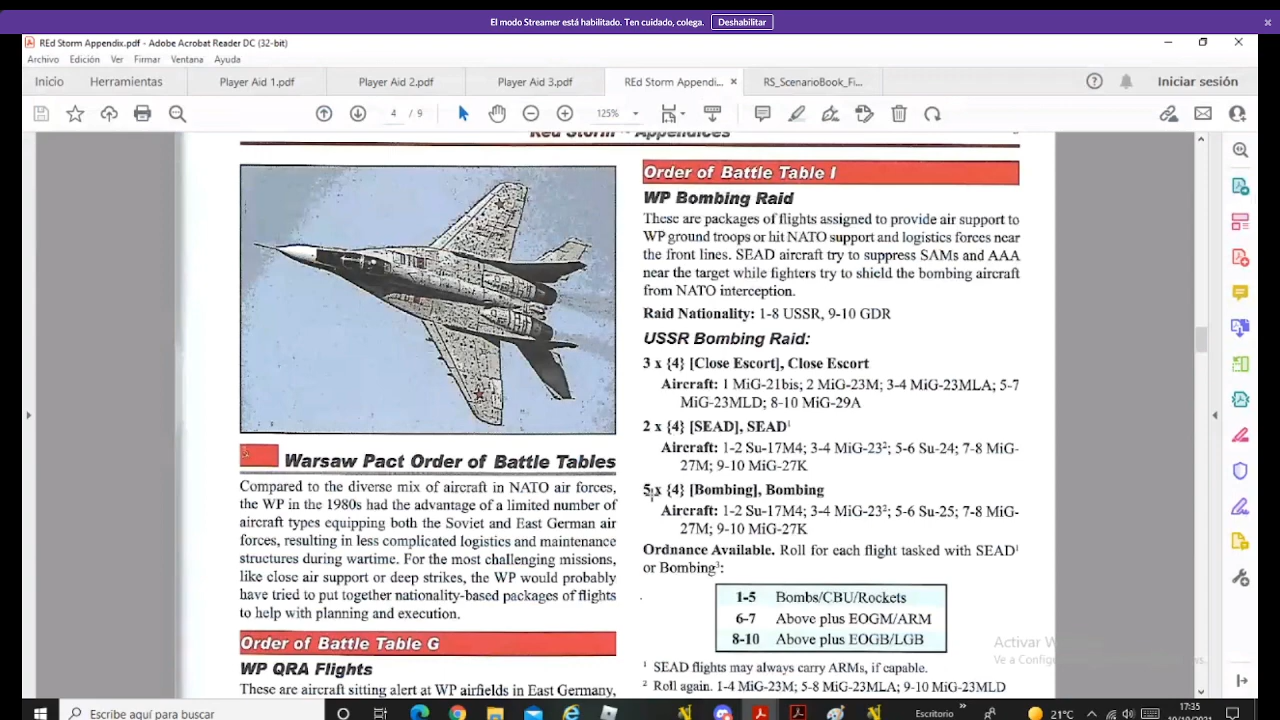 El modo Streamer está habilitado. Ten cuidado, colega. Deshabilitar
REd Storm Appendix.pdf - Adobe Acrobat Reader DC (32-bit)
Archivo Edición Ver Firmar Ventana Ayuda
Inicio Herramientas Player Aid 1.pdf Player Aid 2.pdf Player Aid 3.pdf REd Storm Appendi... RS_ScenarioBook_Fi... Iniciar sesión
4 / 9 125%
Red Storm ~ Appendices
Warsaw Pact Order of Battle Tables
Compared to the diverse mix of aircraft in NATO air forces,
the WP in the 1980s had the advantage of a limited number of
aircraft types equipping both the Soviet and East German air
forces, resulting in less complicated logistics and maintenance
structures during wartime. For the most challenging missions,
like close air support or deep strikes, the WP would probably
have tried to put together nationality-based packages of flights
to help with planning and execution.
Order of Battle Table G
WP QRA Flights
These are aircraft sitting alert at WP airfields in East Germany,
Order of Battle Table I
WP Bombing Raid
These are packages of flights assigned to provide air support to
WP ground troops or hit NATO support and logistics forces near
the front lines. SEAD aircraft try to suppress SAMs and AAA
near the target while fighters try to shield the bombing aircraft
from NATO interception.
Raid Nationality: 1-8 USSR, 9-10 GDR
USSR Bombing Raid:
3 x {4} [Close Escort], Close Escort
Aircraft: 1 MiG-21bis; 2 MiG-23M; 3-4 MiG-23MLA; 5-7
MiG-23MLD; 8-10 MiG-29A
2 x {4} [SEAD], SEAD¹
Aircraft: 1-2 Su-17M4; 3-4 MiG-23²; 5-6 Su-24; 7-8 MiG-
27M; 9-10 MiG-27K
5 x {4} [Bombing], Bombing
Aircraft: 1-2 Su-17M4; 3-4 MiG-23²; 5-6 Su-25; 7-8 MiG-
27M; 9-10 MiG-27K
Ordnance Available. Roll for each flight tasked with SEAD¹
or Bombing³:
1-5 Bombs/CBU/Rockets
6-7 Above plus EOGM/ARM
8-10 Above plus EOGB/LGB
¹ SEAD flights may always carry ARMs, if capable.
² Roll again. 1-4 MiG-23M; 5-8 MiG-23MLA; 9-10 MiG-23MLD
Activar W
Ve a Config
Escribe aquí para buscar
Escritorio
21°C
17:35